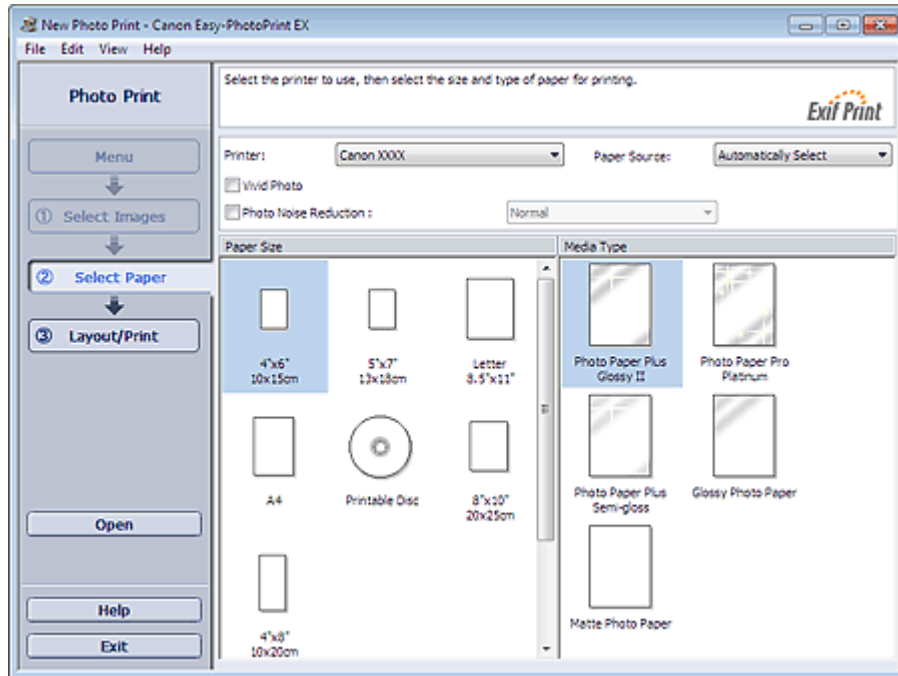 New Photo Print - Canon Easy-PhotoPrint EX
File Edit View Help
Photo Print
Select the printer to use, then select the size and type of paper for printing.
Exif Print
Menu
① Select Images
② Select Paper
③ Layout/Print
Open
Help
Exit
Printer: Canon XXXX Paper Source: Automatically Select
Vivid Photo
Photo Noise Reduction : Normal
Paper Size
4"x6"
10x15cm
5"x7"
13x18cm
Letter
8.5"x11"
A4
Printable Disc
8"x10"
20x25cm
4"x8"
10x20cm
Media Type
Photo Paper Plus
Glossy II
Photo Paper Pro
Platinum
Photo Paper Plus
Semi-gloss
Glossy Photo Paper
Matte Photo Paper